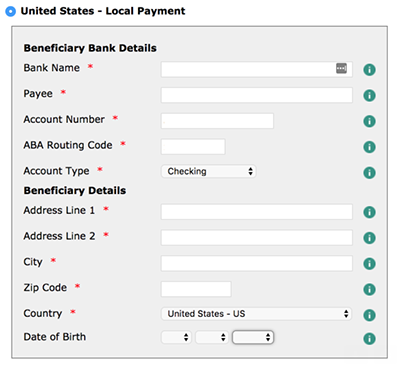 United States - Local Payment
Beneficiary Bank Details
Bank Name *
Payee *
Account Number *
ABA Routing Code *
Account Type * Checking
Beneficiary Details
Address Line 1 *
Address Line 2 *
City *
Zip Code *
Country * United States - US
Date of Birth